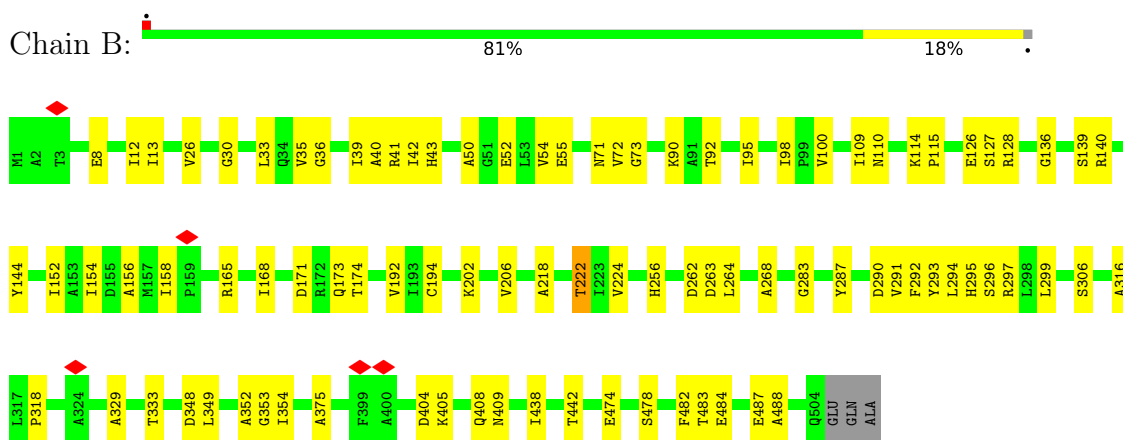 Chain B:
81% 18%
M1 A2 T3 E8 I12 I13 V26 G30 L33 Q34 V35 G36 I39 A40 R41 I42 H43 A50 G51 E52 L53 V54 E55 N71 V72 G73 K90 A91 T92 I95 I98 P99 V100 I109 N110 K114 P115 E126 S127 R128 G136 S139 R140
Y144 I152 A153 I154 D155 A156 M157 I158 P159 R165 I168 D171 R172 Q173 T174 V192 I193 C194 K202 V206 A218 T222 I223 V224 H256 D262 D263 L264 A268 G283 Y287 D290 V291 F292 Y293 L294 H295 S296 R297 L298 L299 S306 A316
L317 P318 A324 A329 T333 D348 L349 A352 G353 I354 A375 F399 A400 D404 K405 Q408 N409 I438 T442 E474 S478 F482 T483 E484 E487 A488 Q504 GLU GLN ALA